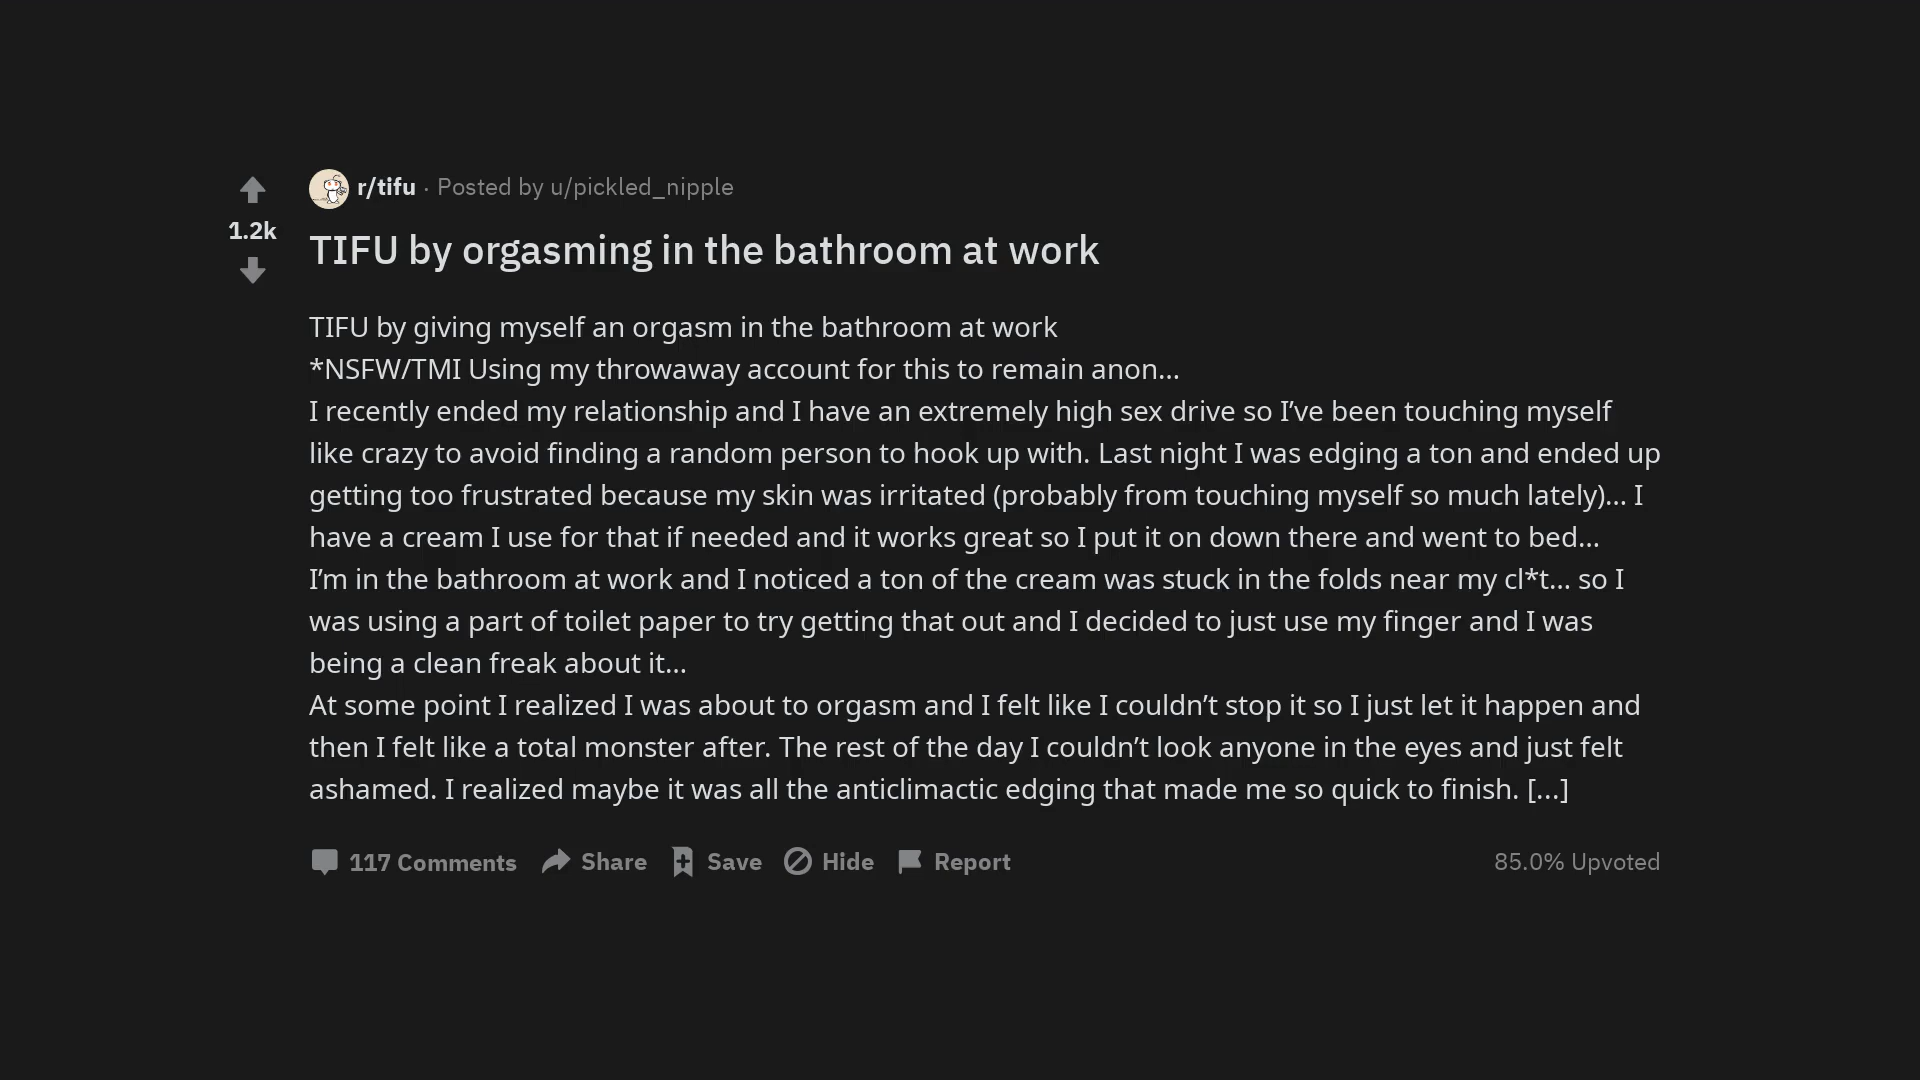 r/tifu · Posted by u/pickled_nipple
1.2k
TIFU by orgasming in the bathroom at work
TIFU by giving myself an orgasm in the bathroom at work
*NSFW/TMI Using my throwaway account for this to remain anon...
I recently ended my relationship and I have an extremely high sex drive so I’ve been touching myself
like crazy to avoid finding a random person to hook up with. Last night I was edging a ton and ended up
getting too frustrated because my skin was irritated (probably from touching myself so much lately)... I
have a cream I use for that if needed and it works great so I put it on down there and went to bed...
I’m in the bathroom at work and I noticed a ton of the cream was stuck in the folds near my cl*t... so I
was using a part of toilet paper to try getting that out and I decided to just use my finger and I was
being a clean freak about it...
At some point I realized I was about to orgasm and I felt like I couldn’t stop it so I just let it happen and
then I felt like a total monster after. The rest of the day I couldn’t look anyone in the eyes and just felt
ashamed. I realized maybe it was all the anticlimactic edging that made me so quick to finish. [...]
117 Comments Share Save Hide Report 85.0% Upvoted